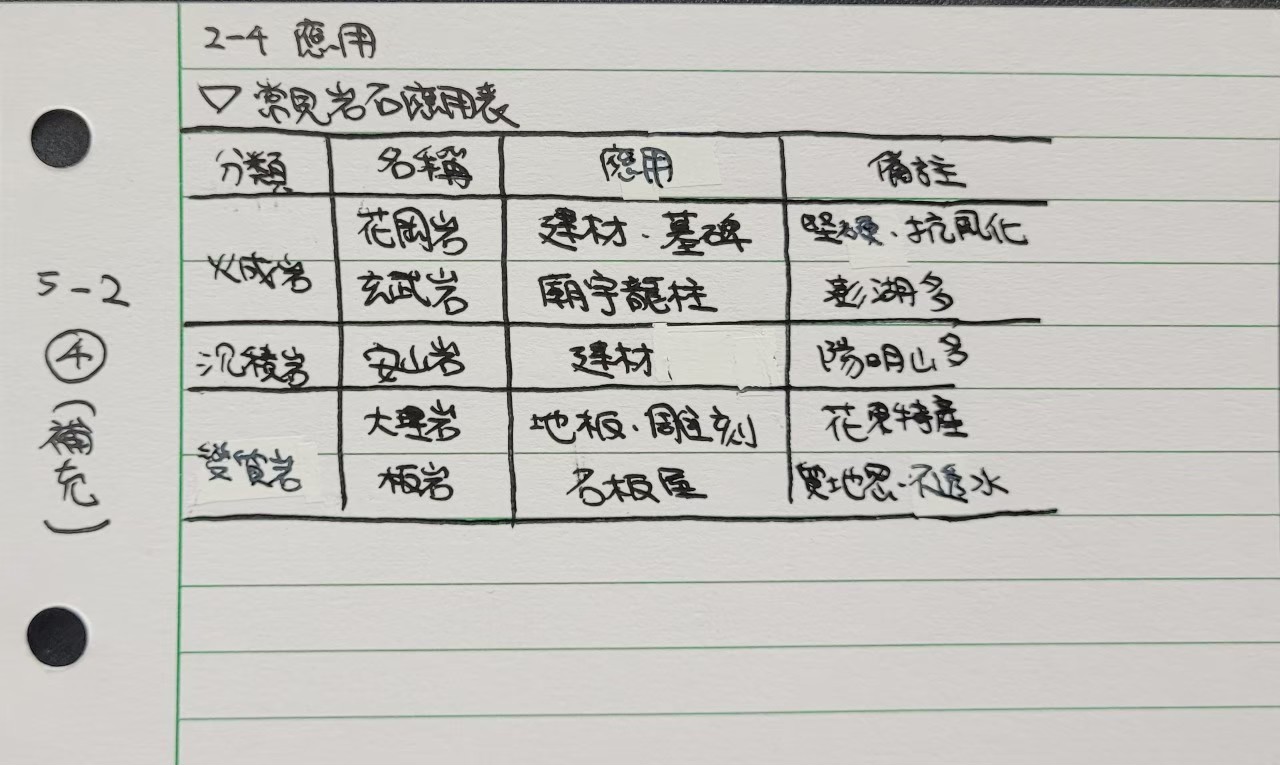 2-4 應用
▽ 常見岩石應用表
分類 名稱 應用 備註
火成岩 花岡岩 建材．墓碑 堅硬．抗風化
玄武岩 廟宇龍柱 澎湖多
沉積岩 安山岩 建材 陽明山多
變質岩 大理岩 地板．雕刻 花東特產
板岩 石板屋 質地密．不透水
5-2
④
(補充)